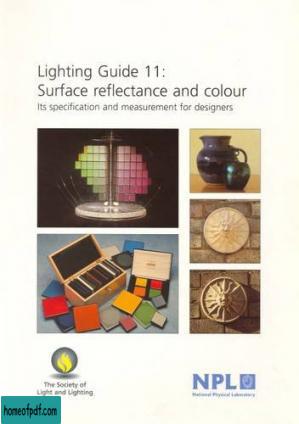 Lighting Guide 11:
Surface reflectance and colour
Its specification and measurement for designers
The Society of
Light and Lighting
NPL
National Physical Laboratory
homeofpdf.com